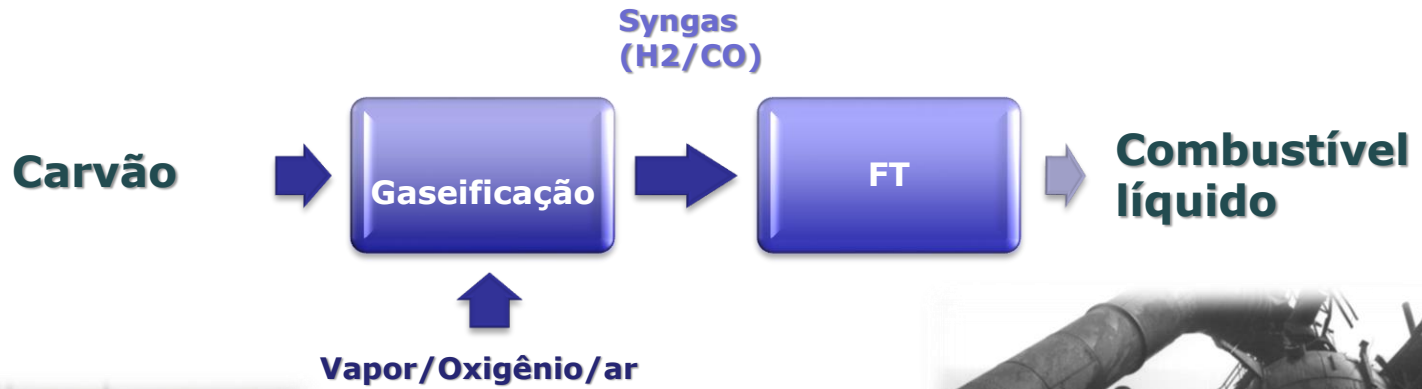 Syngas
(H2/CO)
Carvão
Gaseificação
FT
Combustível
líquido
Vapor/Oxigênio/ar